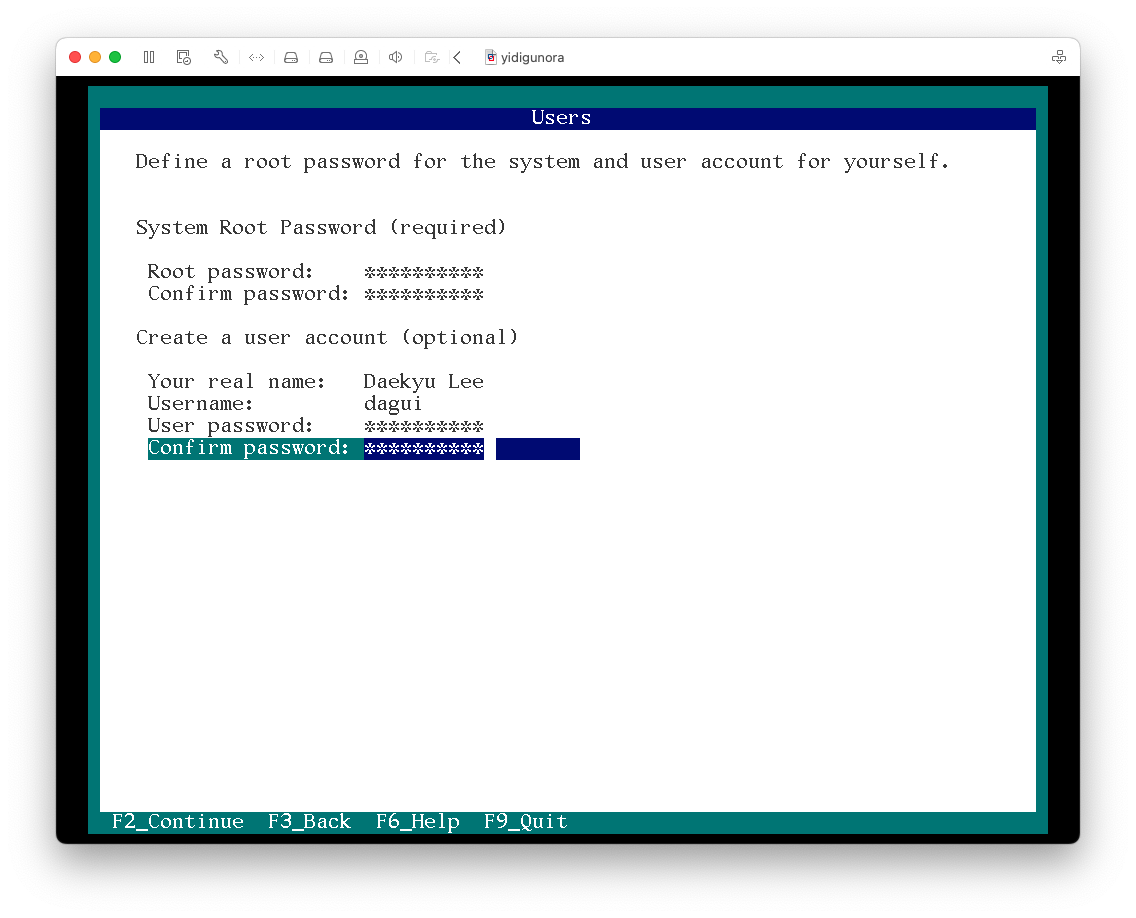 yidigunora
Users
Define a root password for the system and user account for yourself.
System Root Password (required)
Root password: **********
Confirm password: **********
Create a user account (optional)
Your real name: Daekyu Lee
Username: dagui
User password: **********
Confirm password: **********
F2_Continue F3_Back F6_Help F9_Quit